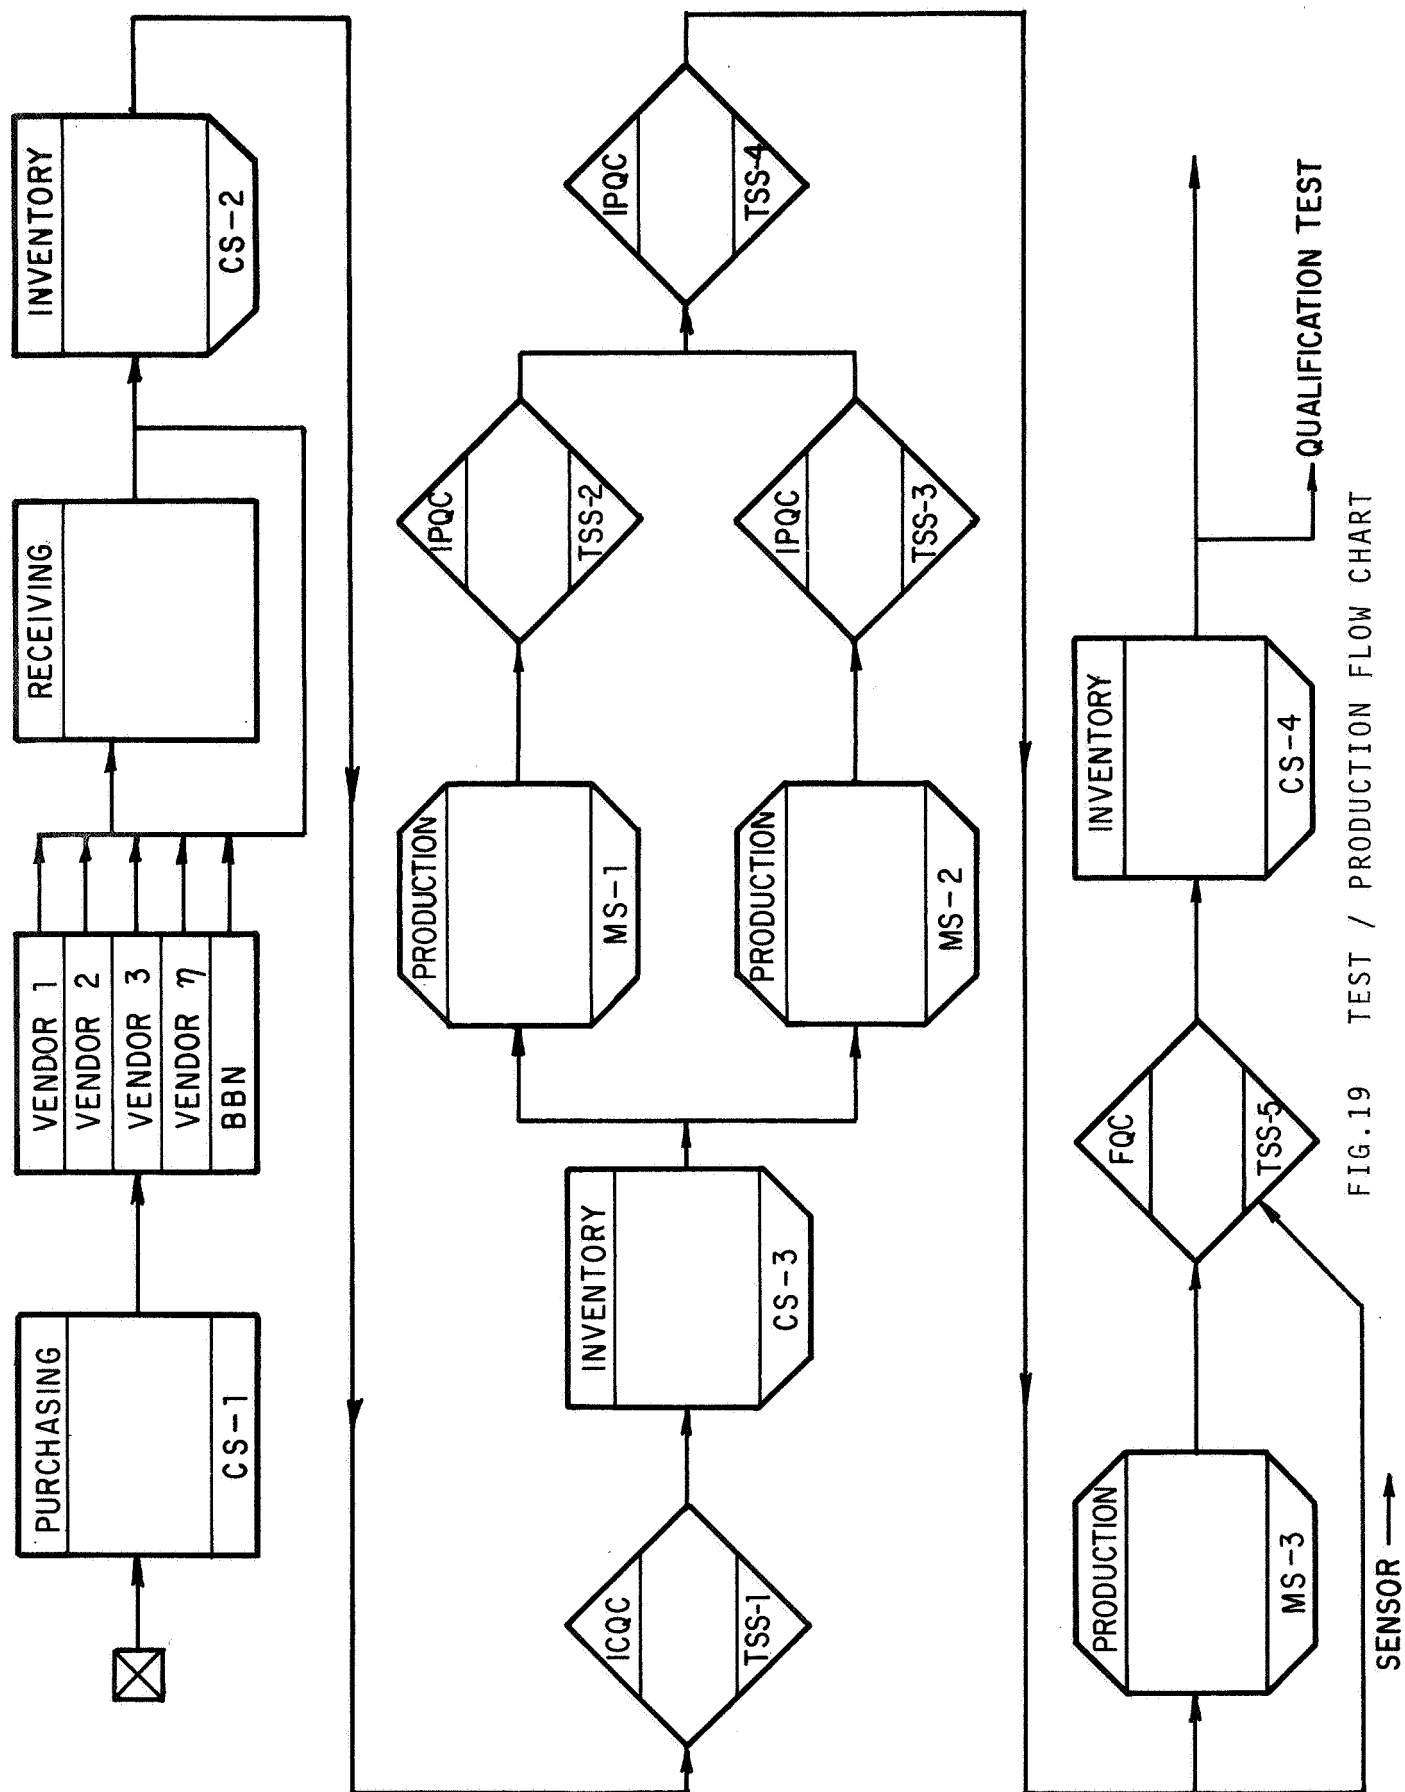 PURCHASING
CS-1
VENDOR 1
VENDOR 2
VENDOR 3
VENDOR η
BBN
RECEIVING
INVENTORY
CS-2
ICQC
TSS-1
INVENTORY
CS-3
PRODUCTION
MS-1
IPQC
TSS-2
PRODUCTION
MS-2
IPQC
TSS-3
IPQC
TSS-4
PRODUCTION
MS-3
FQC
TSS-5
INVENTORY
CS-4
QUALIFICATION TEST
SENSOR
FIG.19 TEST / PRODUCTION FLOW CHART